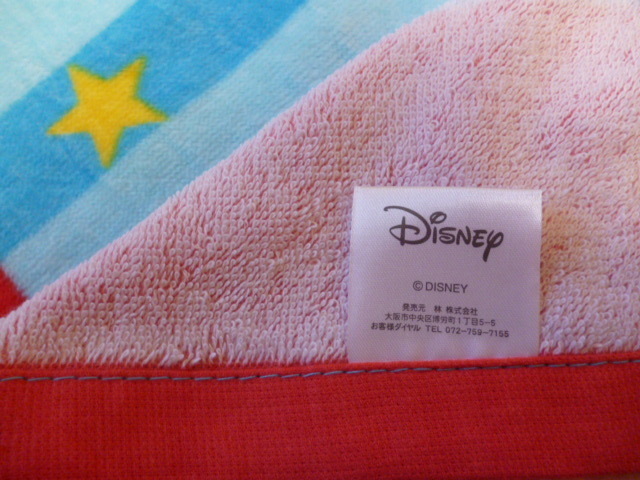 Disney
© DISNEY
発売元 林 株式会社
大阪市中央区博労町1丁目5-5
お客様ダイヤル TEL 072-759-7155